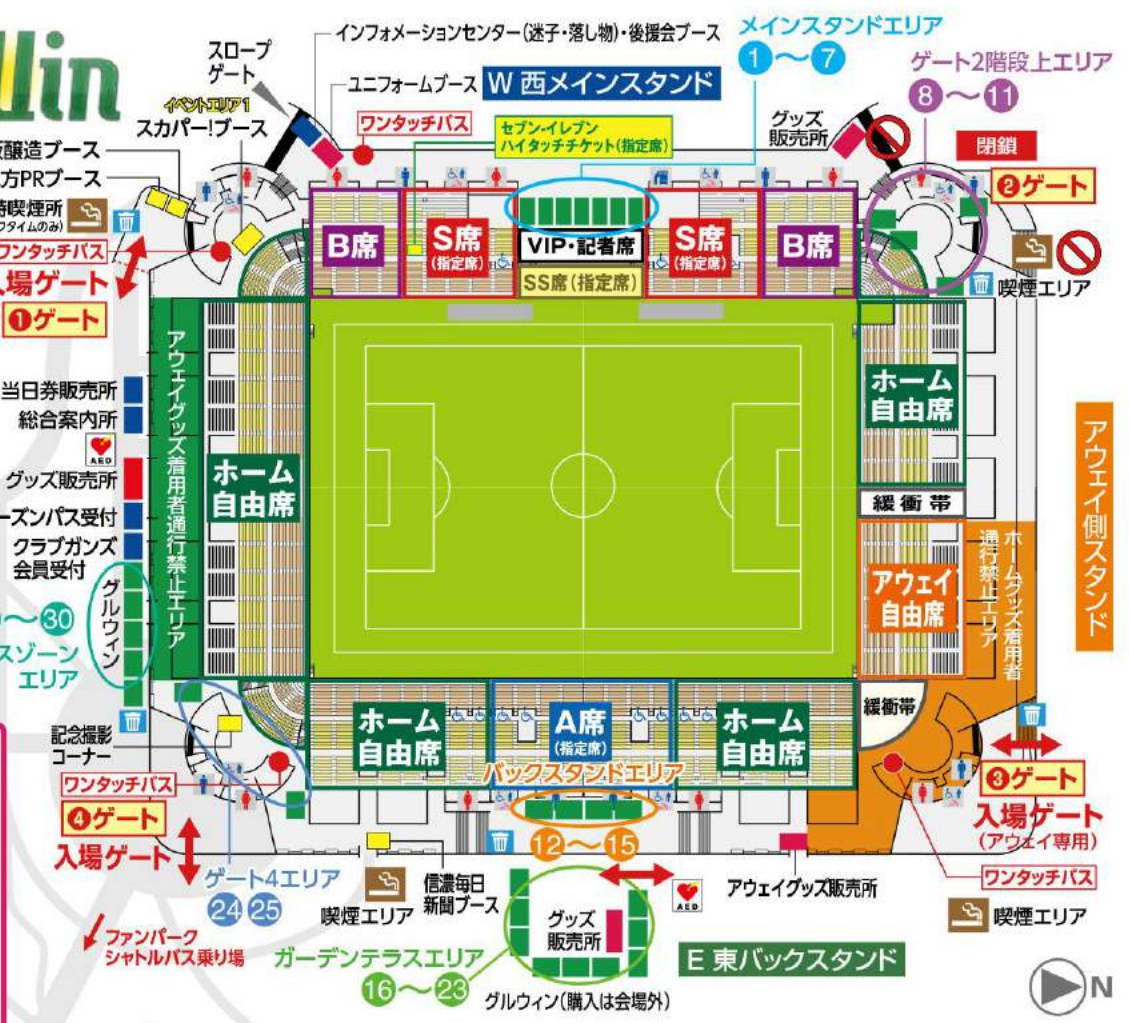 llin
スロープ
ゲート
インフォメーションセンター(迷子・落し物)・後援会ブース
メインスタンドエリア
1〜7
ゲート2階段上エリア
8〜11
ユニフォームブース
W 西メインスタンド
イベントエリア1
スカパー!ブース
ワンタッチパス
セブン-イレブン
ハイタッチチケット(指定席)
グッズ
販売所
閉鎖
❷ゲート
醸造ブース
方PRブース
喫煙所
フタイムのみ)
ワンタッチパス
場ゲート
❶ゲート
B席
S席
(指定席)
VIP・記者席
SS席(指定席)
S席
(指定席)
B席
喫煙エリア
当日券販売所
総合案内所
AED
グッズ販売所
ーズンパス受付
クラブガンズ
会員受付
グルウィン
〜30
スゾーン
エリア
アウェイグッズ着用者通行禁止エリア
ホーム
自由席
ホーム
自由席
緩衝帯
アウェイ
自由席
ホームグッズ着用者
通行禁止エリア
アウェイ側スタンド
緩衝帯
記念撮影
コーナー
ワンタッチパス
❹ゲート
入場ゲート
ホーム
自由席
A席
(指定席)
ホーム
自由席
バックスタンドエリア
12〜15
❸ゲート
入場ゲート
(アウェイ専用)
ワンタッチパス
喫煙エリア
ゲート4エリア
24 25
喫煙エリア
信濃毎日
新聞ブース
グッズ
販売所
AED
アウェイグッズ販売所
ファンパーク
シャトルバス乗り場
ガーデンテラスエリア
16〜23
グルウィン(購入は会場外)
E 東バックスタンド
N